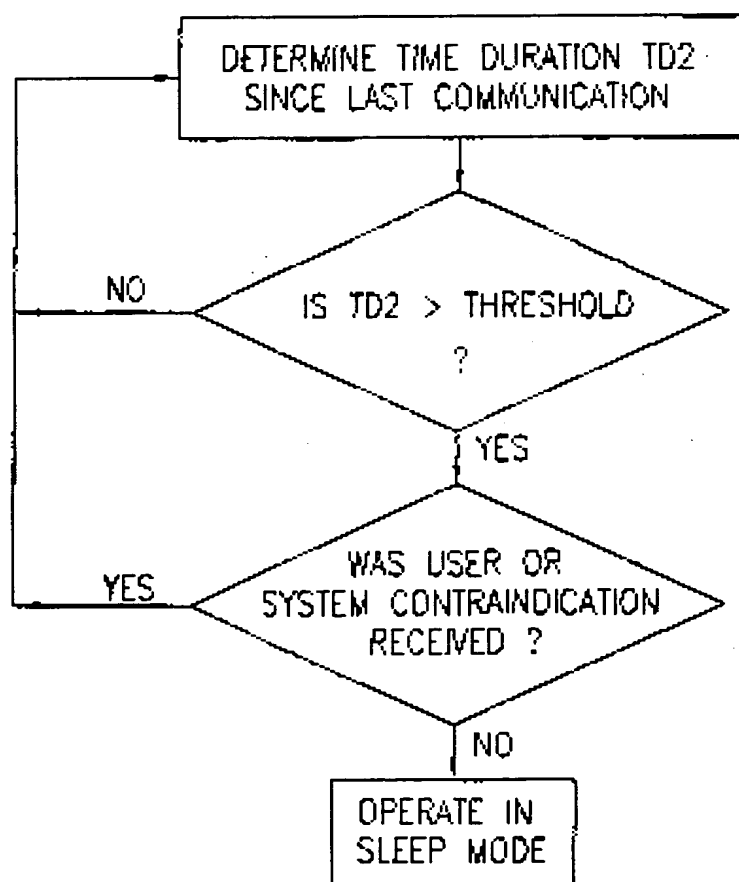 DETERMINE TIME DURATION TD2
SINCE LAST COMMUNICATION
NO
IS TD2 > THRESHOLD
?
YES
WAS USER OR
SYSTEM CONTRAINDICATION
RECEIVED ?
YES
NO
OPERATE IN
SLEEP MODE